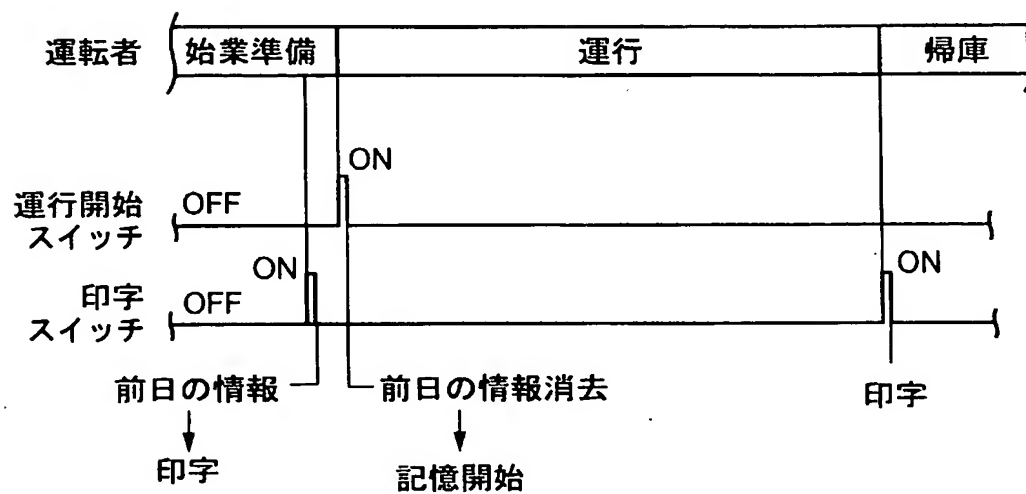 運転者 始業準備 運行 帰庫
ON
運行開始
スイッチ
OFF
ON
ON
印字
スイッチ
OFF
前日の情報
前日の情報消去
印字
印字
記憶開始